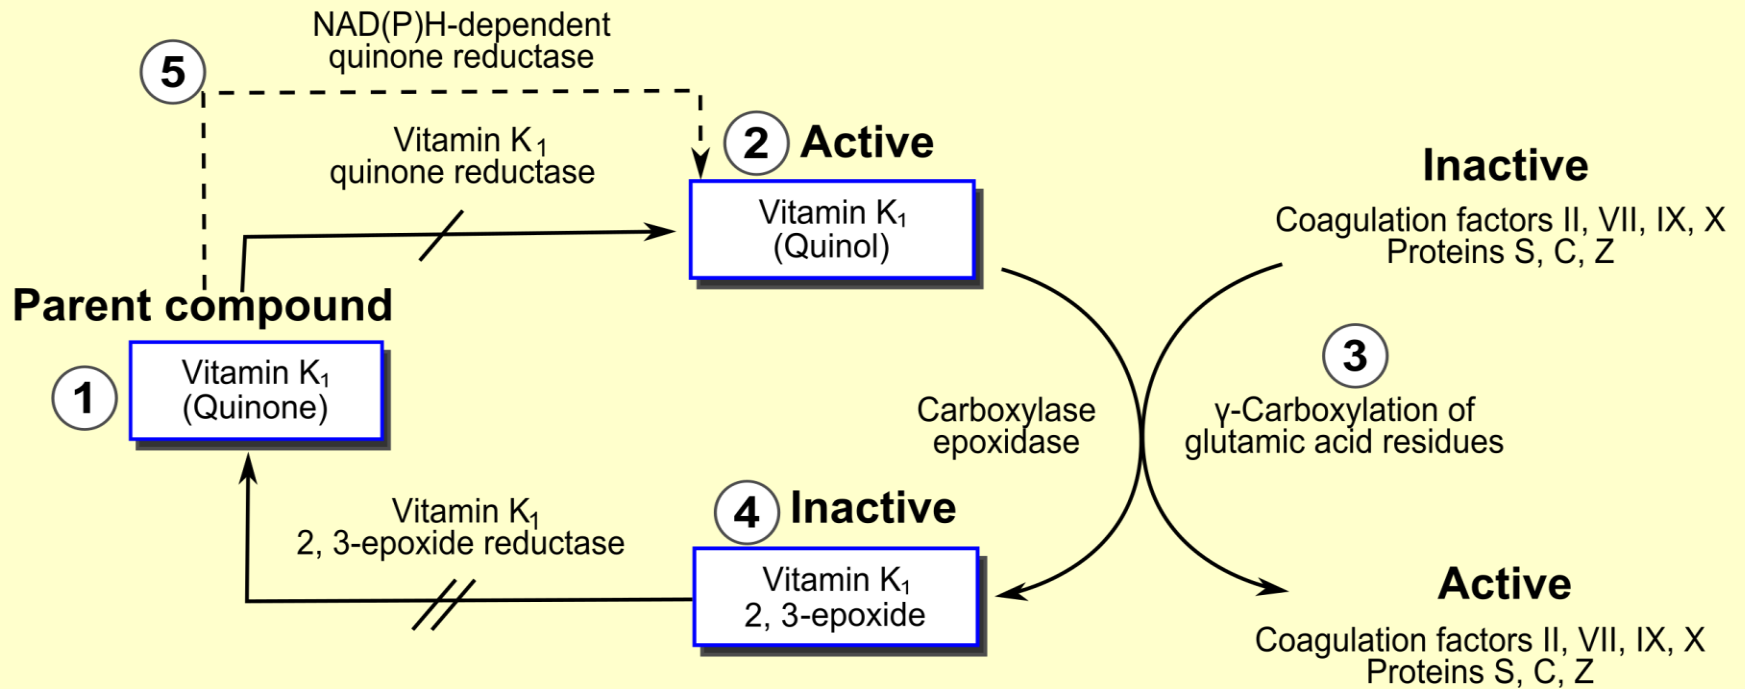 NAD(P)H-dependent
quinone reductase
5
Vitamin K₁
quinone reductase
2 Active
Vitamin K₁
(Quinol)
Inactive
Coagulation factors II, VII, IX, X
Proteins S, C, Z
Parent compound
1
Vitamin K₁
(Quinone)
Carboxylase
epoxidase
3
γ-Carboxylation of
glutamic acid residues
Vitamin K₁
2, 3-epoxide reductase
4 Inactive
Vitamin K₁
2, 3-epoxide
Active
Coagulation factors II, VII, IX, X
Proteins S, C, Z